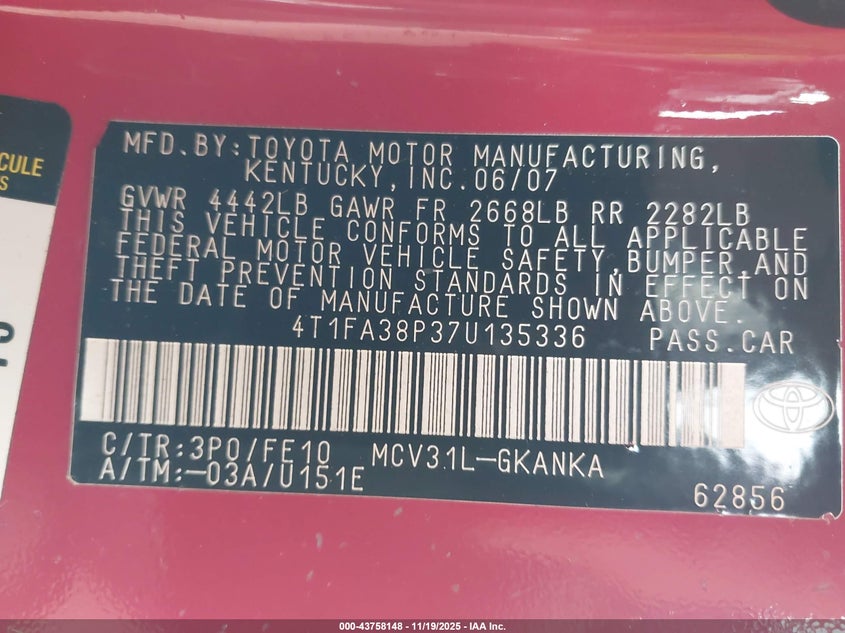 CULE
S
MFD.BY:TOYOTA MOTOR MANUFACTURING,
KENTUCKY,INC.06/07
GVWR 4442LB GAWR FR 2668LB RR 2282LB
THIS VEHICLE CONFORMS TO ALL APPLICABLE
FEDERAL MOTOR VEHICLE SAFETY,BUMPER,AND
THEFT PREVENTION STANDARDS IN EFFECT ON
THE DATE OF MANUFACTURE SHOWN ABOVE.
4T1FA38P37U135336 PASS.CAR
C/TR:3P0/FE10 MCV31L-GKANKA
A/TM:-03A/U151E
62856
000-43758148 - 11/19/2025 - IAA Inc.